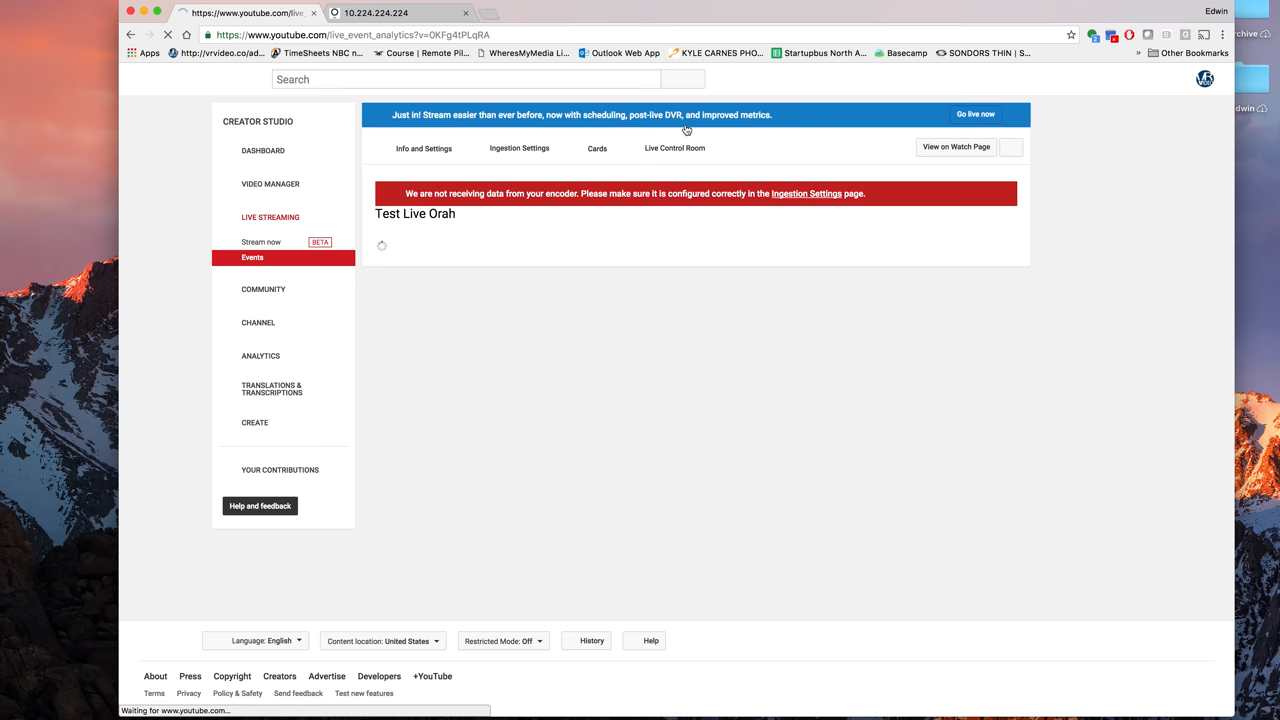 https://www.youtube.com/live_
10.224.224.224
Edwin
https://www.youtube.com/live_event_analytics?v=0KFg4tPLqRA
Apps
http://vrvideo.co/ad...
TimeSheets NBC n...
Course | Remote Pil...
WheresMyMedia Li...
Outlook Web App
KYLE CARNES PHO...
Startupbus North A...
Basecamp
SONDORS THIN | S...
»
Other Bookmarks
rchive
dwin
Search
CREATOR STUDIO
DASHBOARD
VIDEO MANAGER
LIVE STREAMING
Stream now BETA
Events
COMMUNITY
CHANNEL
ANALYTICS
TRANSLATIONS &
TRANSCRIPTIONS
CREATE
YOUR CONTRIBUTIONS
Help and feedback
Just in! Stream easier than ever before, now with scheduling, post-live DVR, and improved metrics.
Go live now
Info and Settings
Ingestion Settings
Cards
Live Control Room
View on Watch Page
We are not receiving data from your encoder. Please make sure it is configured correctly in the Ingestion Settings page.
Test Live Orah
Language: English
Content location: United States
Restricted Mode: Off
History
Help
About Press Copyright Creators Advertise Developers +YouTube
Terms Privacy Policy & Safety Send feedback Test new features
Waiting for www.youtube.com...